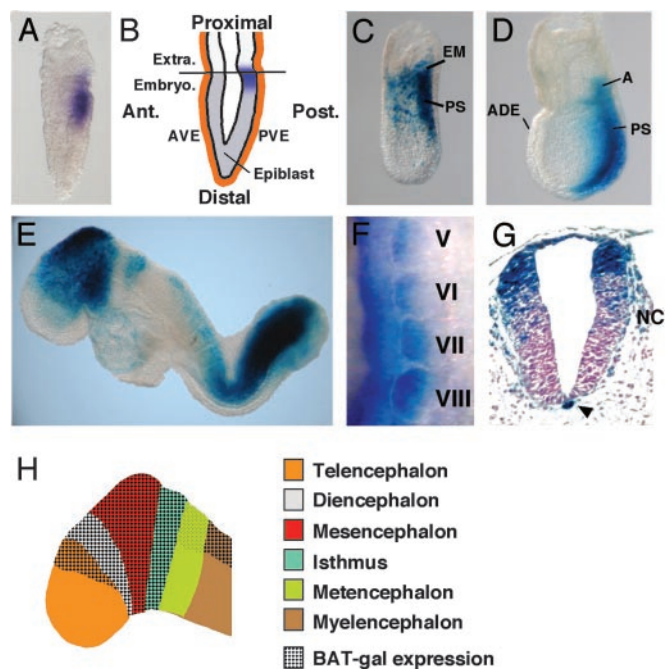 A
B
Proximal
Extra.
Embryo.
Ant.
Post.
AVE
PVE
Epiblast
Distal
C
EM
PS
D
A
ADE
PS
E
F
V
VI
VII
VIII
G
NC
H
Telencephalon
Diencephalon
Mesencephalon
Isthmus
Metencephalon
Myelencephalon
BAT-gal expression